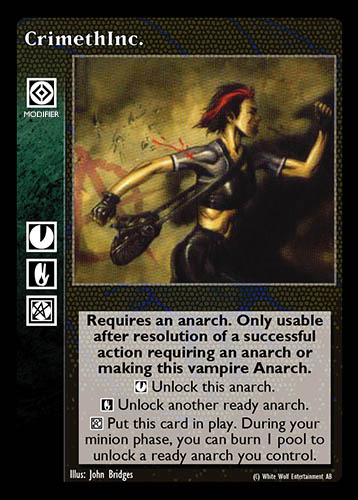 CrimethInc.
MODIFIER
Requires an anarch. Only usable
after resolution of a successful
action requiring an anarch or
making this vampire Anarch.
Unlock this anarch.
Unlock another ready anarch.
Put this card in play. During your
minion phase, you can burn 1 pool to
unlock a ready anarch you control.
Illus: John Bridges
(C) White Wolf Entertainment AB